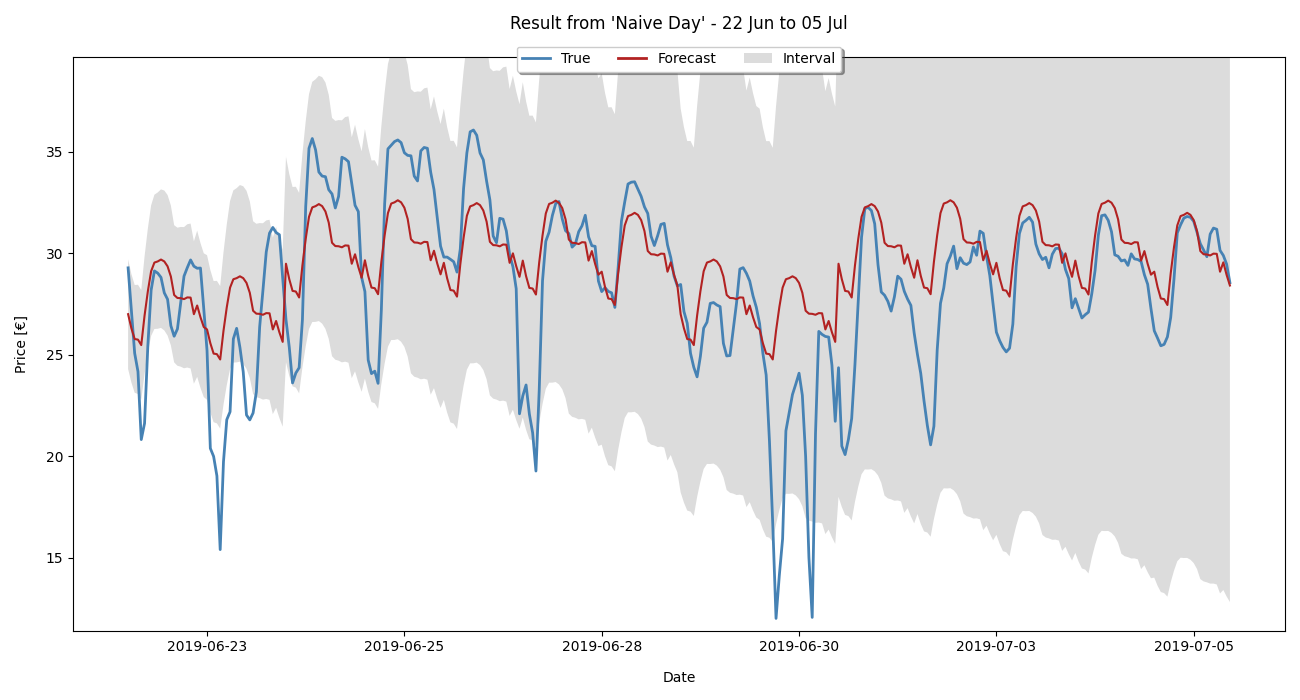 Result from 'Naive Day' - 22 Jun to 05 Jul
True Forecast Interval
35
30
25
20
15
Price [€]
2019-06-23 2019-06-25 2019-06-28 2019-06-30 2019-07-03 2019-07-05
Date